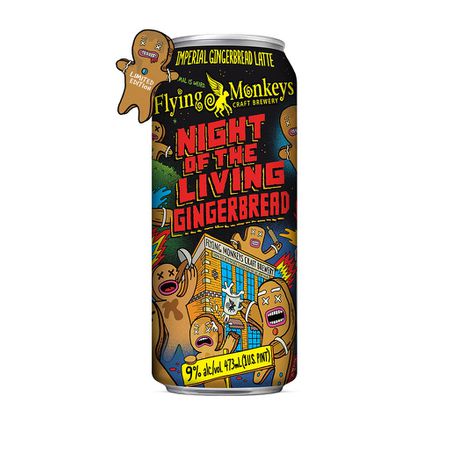 IMPERIAL GINGERBREAD LATTE
LIMITED
EDITION
Flying Monkeys
CRAFT BREWERY
NIGHT
OF THE
LIVING
GINGERBREAD
FLYING MONKEYS CRAFT BREWERY
9% alc/vol. 473mL (1 U.S. PINT)